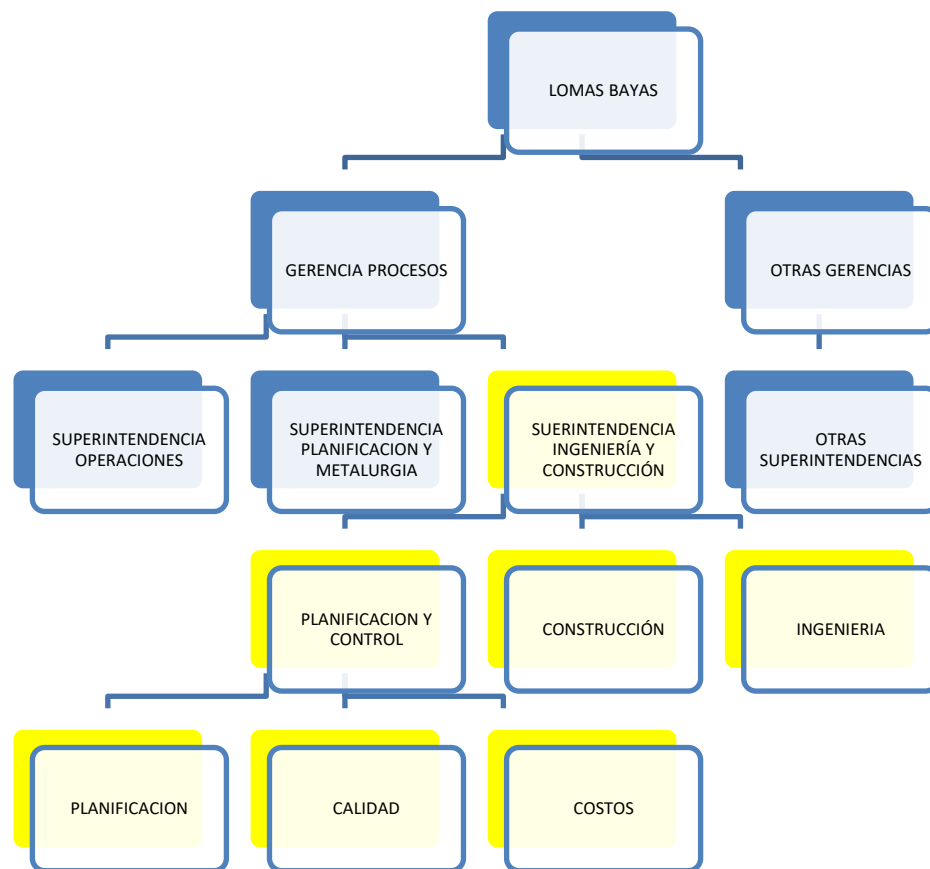 LOMAS BAYAS
GERENCIA PROCESOS
OTRAS GERENCIAS
SUPERINTENDENCIA
OPERACIONES
SUPERINTENDENCIA
PLANIFICACION Y
METALURGIA
SUERINTENDENCIA
INGENIERÍA Y
CONSTRUCCIÓN
OTRAS
SUPERINTENDENCIAS
PLANIFICACION Y
CONTROL
CONSTRUCCIÓN
INGENIERIA
PLANIFICACION
CALIDAD
COSTOS